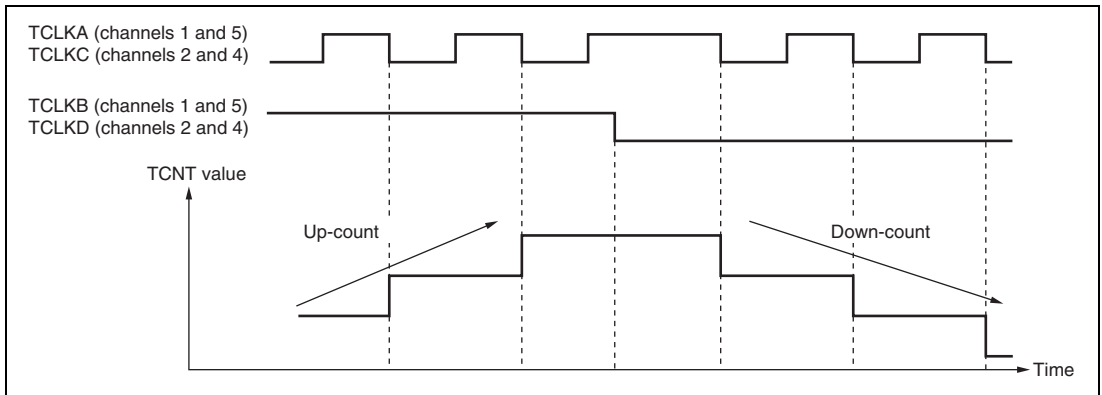 TCLKA (channels 1 and 5)
TCLKC (channels 2 and 4)
TCLKB (channels 1 and 5)
TCLKD (channels 2 and 4)
TCNT value
Up-count
Down-count
Time